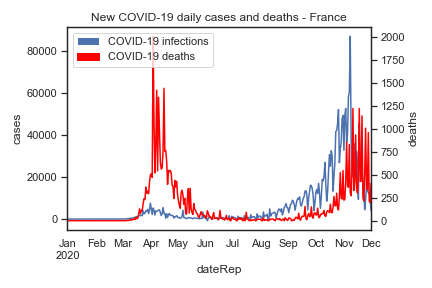 New COVID-19 daily cases and deaths - France
COVID-19 infections
COVID-19 deaths
cases
80000
60000
40000
20000
0
deaths
2000
1750
1500
1250
1000
750
500
250
0
Jan Feb Mar Apr May Jun Jul Aug Sep Oct Nov Dec
2020
dateRep